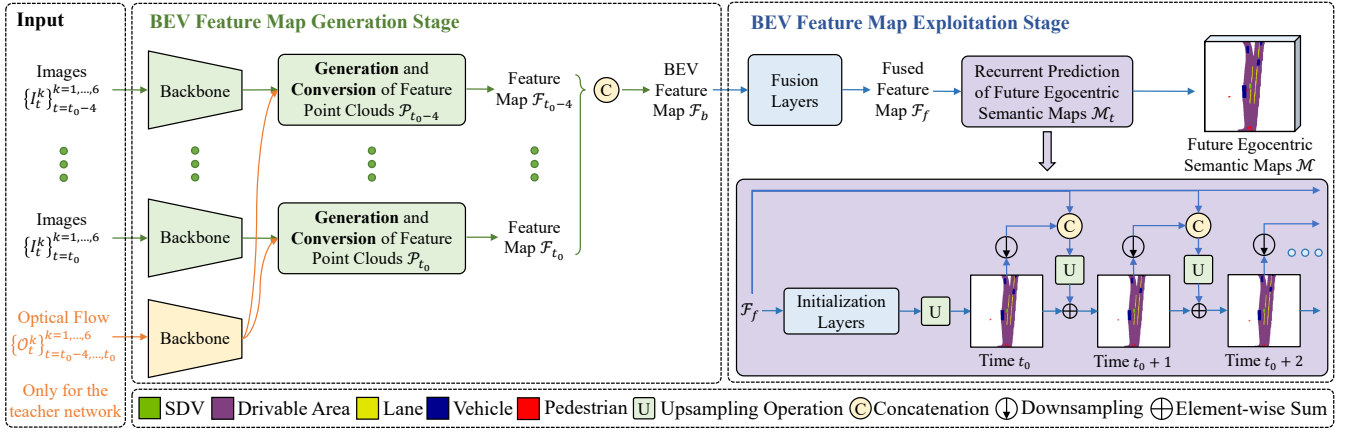 Input
BEV Feature Map Generation Stage
BEV Feature Map Exploitation Stage
Images
{I_t^k}_{t=t_0-4}^{k=1,...,6}
Backbone
Generation and
Conversion of Feature
Point Clouds 𝒫_{t_0-4}
Feature
Map ℱ_{t_0-4}
C
BEV
Feature
Map ℱ_b
Fusion
Layers
Fused
Feature
Map ℱ_f
Recurrent Prediction
of Future Egocentric
Semantic Maps ℳ_t
Future Egocentric
Semantic Maps ℳ
Images
{I_t^k}_{t=t_0}^{k=1,...,6}
Backbone
Generation and
Conversion of Feature
Point Clouds 𝒫_{t_0}
Feature
Map ℱ_{t_0}
Optical Flow
{𝒪_t^k}_{t=t_0-4,...,t_0}^{k=1,...,6}
Only for the
teacher network
Backbone
C
C
U
U
ℱ_f
Initialization
Layers
U
Time t_0
Time t_0 + 1
Time t_0 + 2
SDV
Drivable Area
Lane
Vehicle
Pedestrian
U Upsampling Operation
C Concatenation
Downsampling
Element-wise Sum